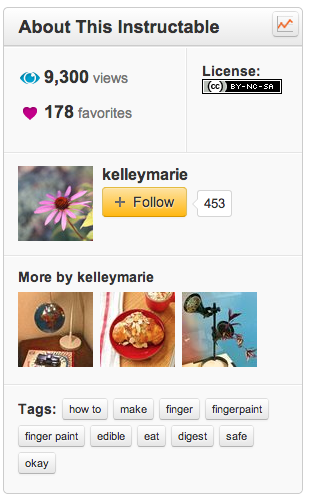 About This Instructable
9,300 views
178 favorites
License:
(cc) BY-NC-SA
kelleymarie
+ Follow
453
More by kelleymarie
Tags: how to make finger fingerpaint
finger paint edible eat digest safe
okay